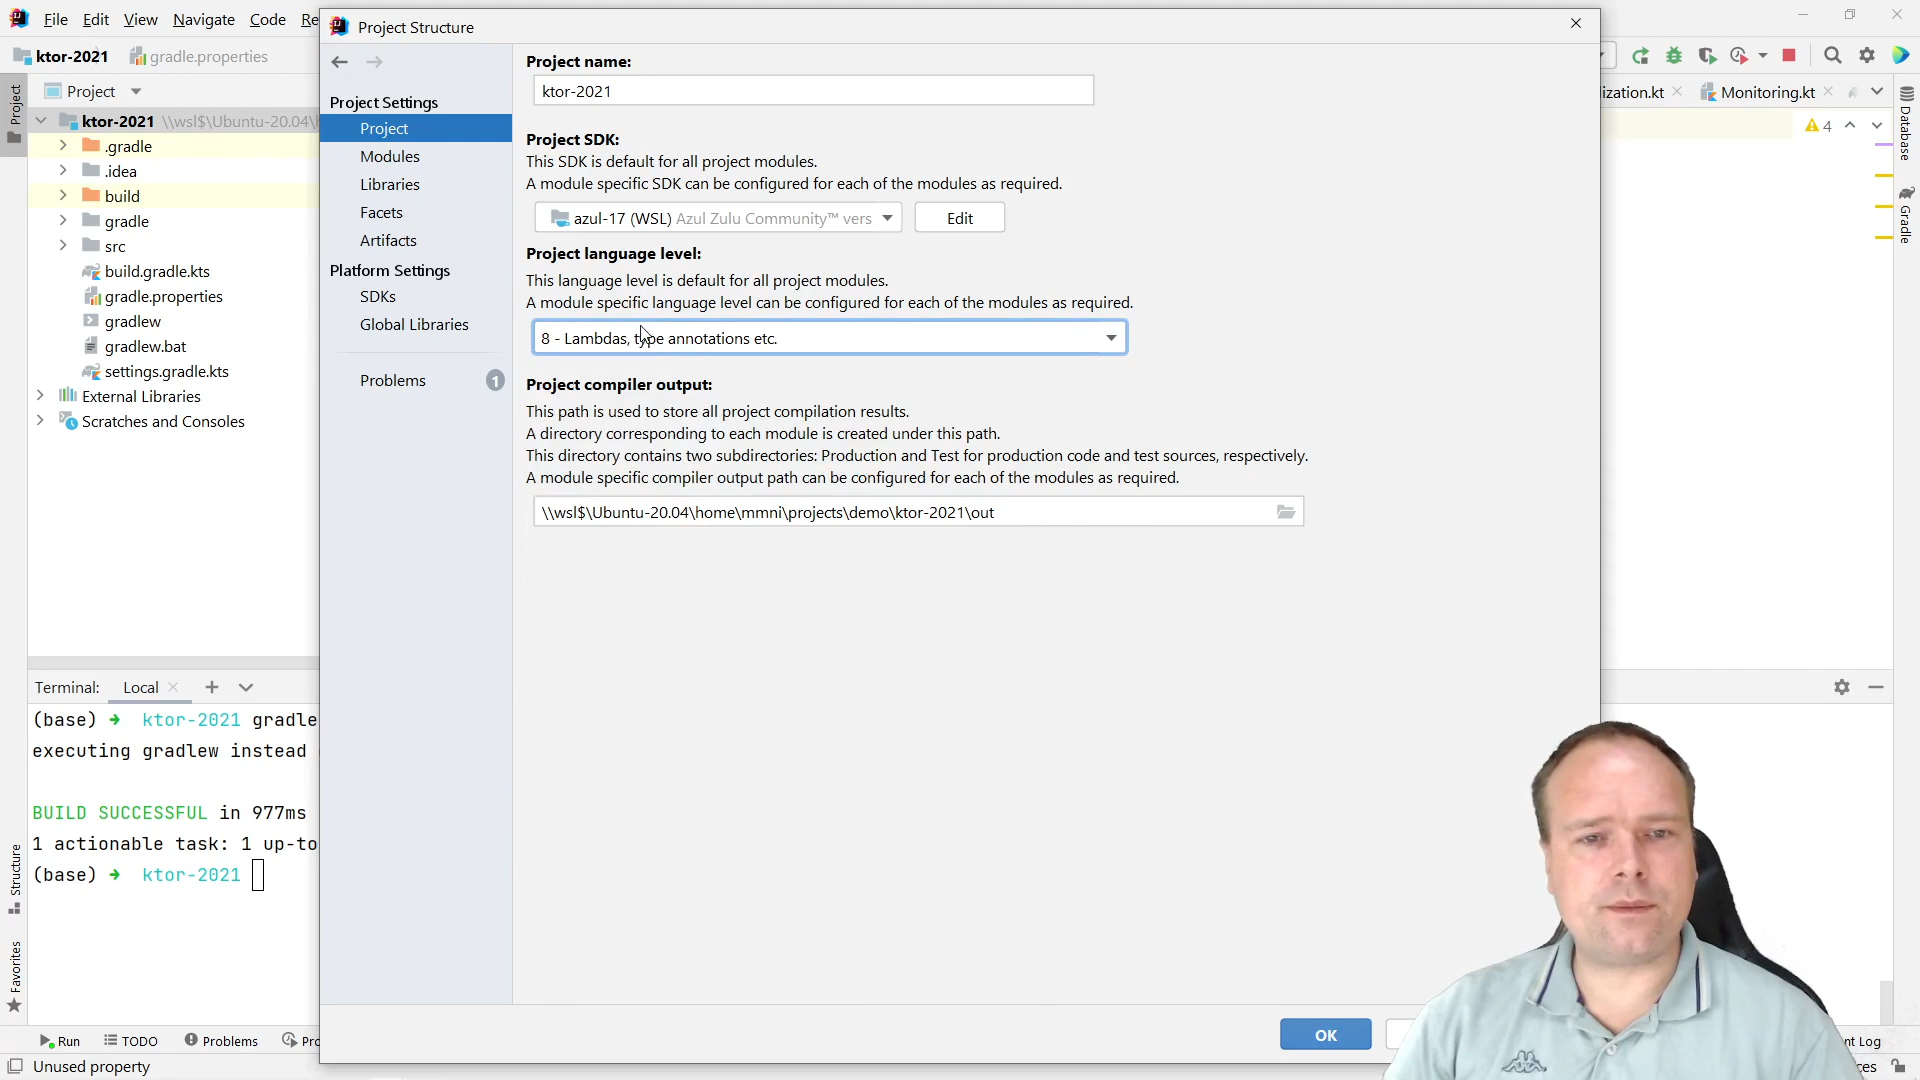 File Edit View Navigate Code Re
Project Structure
ktor-2021 gradle.properties
ization.kt
Monitoring.kt
4
Project
Project
ktor-2021 \\wsl$\Ubuntu-20.04\
.gradle
.idea
build
gradle
src
build.gradle.kts
gradle.properties
gradlew
gradlew.bat
settings.gradle.kts
External Libraries
Scratches and Consoles
Project Settings
Project
Modules
Libraries
Facets
Artifacts
Platform Settings
SDKs
Global Libraries
Problems 1
Project name:
ktor-2021
Project SDK:
This SDK is default for all project modules.
A module specific SDK can be configured for each of the modules as required.
azul-17 (WSL) Azul Zulu Community™ vers
Edit
Project language level:
This language level is default for all project modules.
A module specific language level can be configured for each of the modules as required.
8 - Lambdas, type annotations etc.
Project compiler output:
This path is used to store all project compilation results.
A directory corresponding to each module is created under this path.
This directory contains two subdirectories: Production and Test for production code and test sources, respectively.
A module specific compiler output path can be configured for each of the modules as required.
\\wsl$\Ubuntu-20.04\home\mmni\projects\demo\ktor-2021\out
OK
Database
Gradle
Terminal: Local
(base) ➜ ktor-2021 gradle
executing gradlew instead
BUILD SUCCESSFUL in 977ms
1 actionable task: 1 up-to
(base) ➜ ktor-2021
Structure
Favorites
Run TODO Problems Pro
nt Log
Unused property
ces